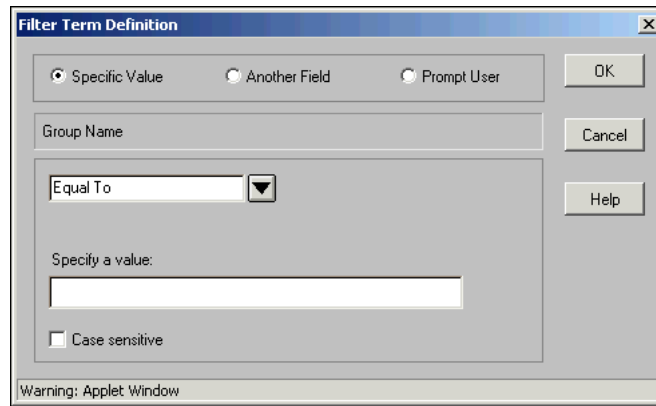 Filter Term Definition
Specific Value Another Field Prompt User
OK
Group Name
Cancel
Equal To
Help
Specify a value:
Case sensitive
Warning: Applet Window